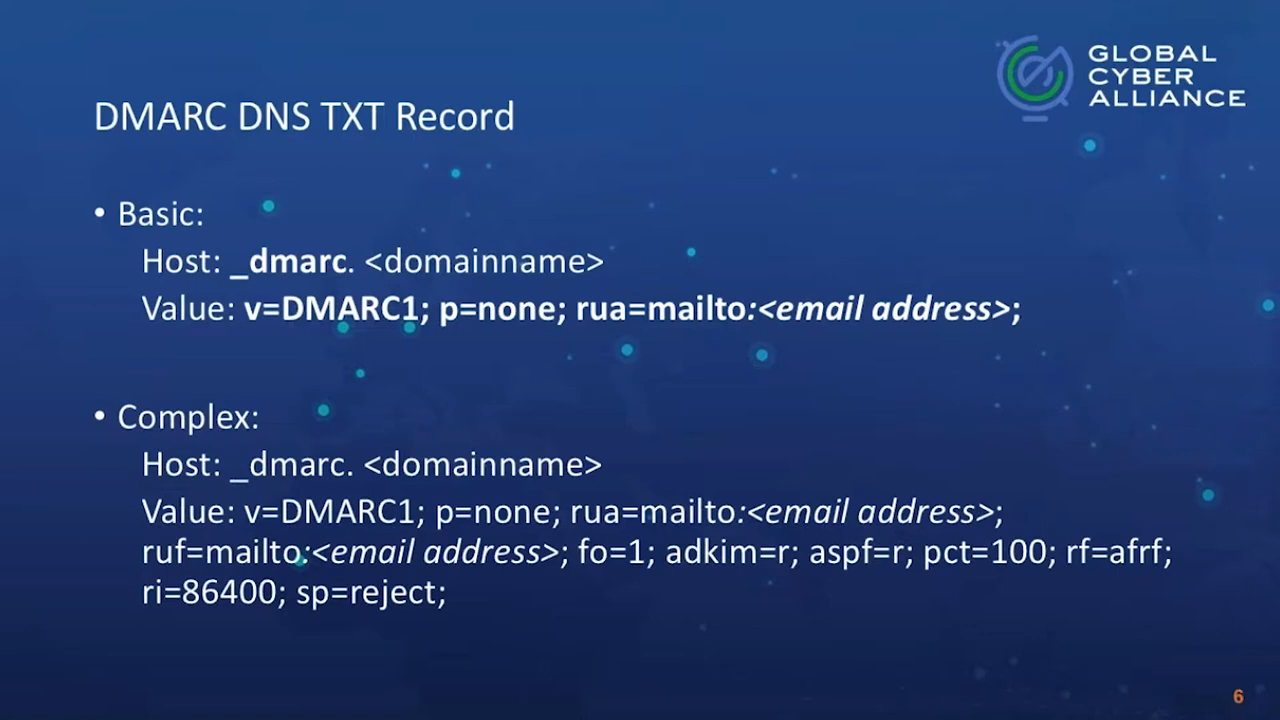 GLOBAL
CYBER
ALLIANCE
DMARC DNS TXT Record
• Basic:
Host: _dmarc. <domainname>
Value: v=DMARC1; p=none; rua=mailto:<email address>;
• Complex:
Host: _dmarc. <domainname>
Value: v=DMARC1; p=none; rua=mailto:<email address>;
ruf=mailto:<email address>; fo=1; adkim=r; aspf=r; pct=100; rf=afrf;
ri=86400; sp=reject;
6